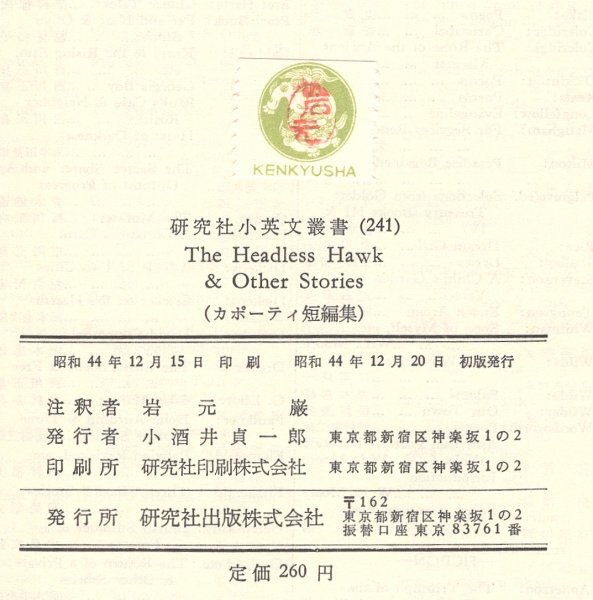 KENKYUSHA
研究社小英文叢書 (241)
The Headless Hawk
& Other Stories
(カポーティ短編集)
昭和 44 年 12 月 15 日 印 刷 昭和 44 年 12 月 20 日 初版発行
注 釈 者 岩 元 巌
発 行 者 小 酒 井 貞 一 郎 東京都新宿区神楽坂1の2
印 刷 所 研究社印刷株式会社 東京都新宿区神楽坂1の2
発 行 所 研究社出版株式会社 〒162
東京都新宿区神楽坂1の2
振替口座 東京 83761 番
定 価 260 円